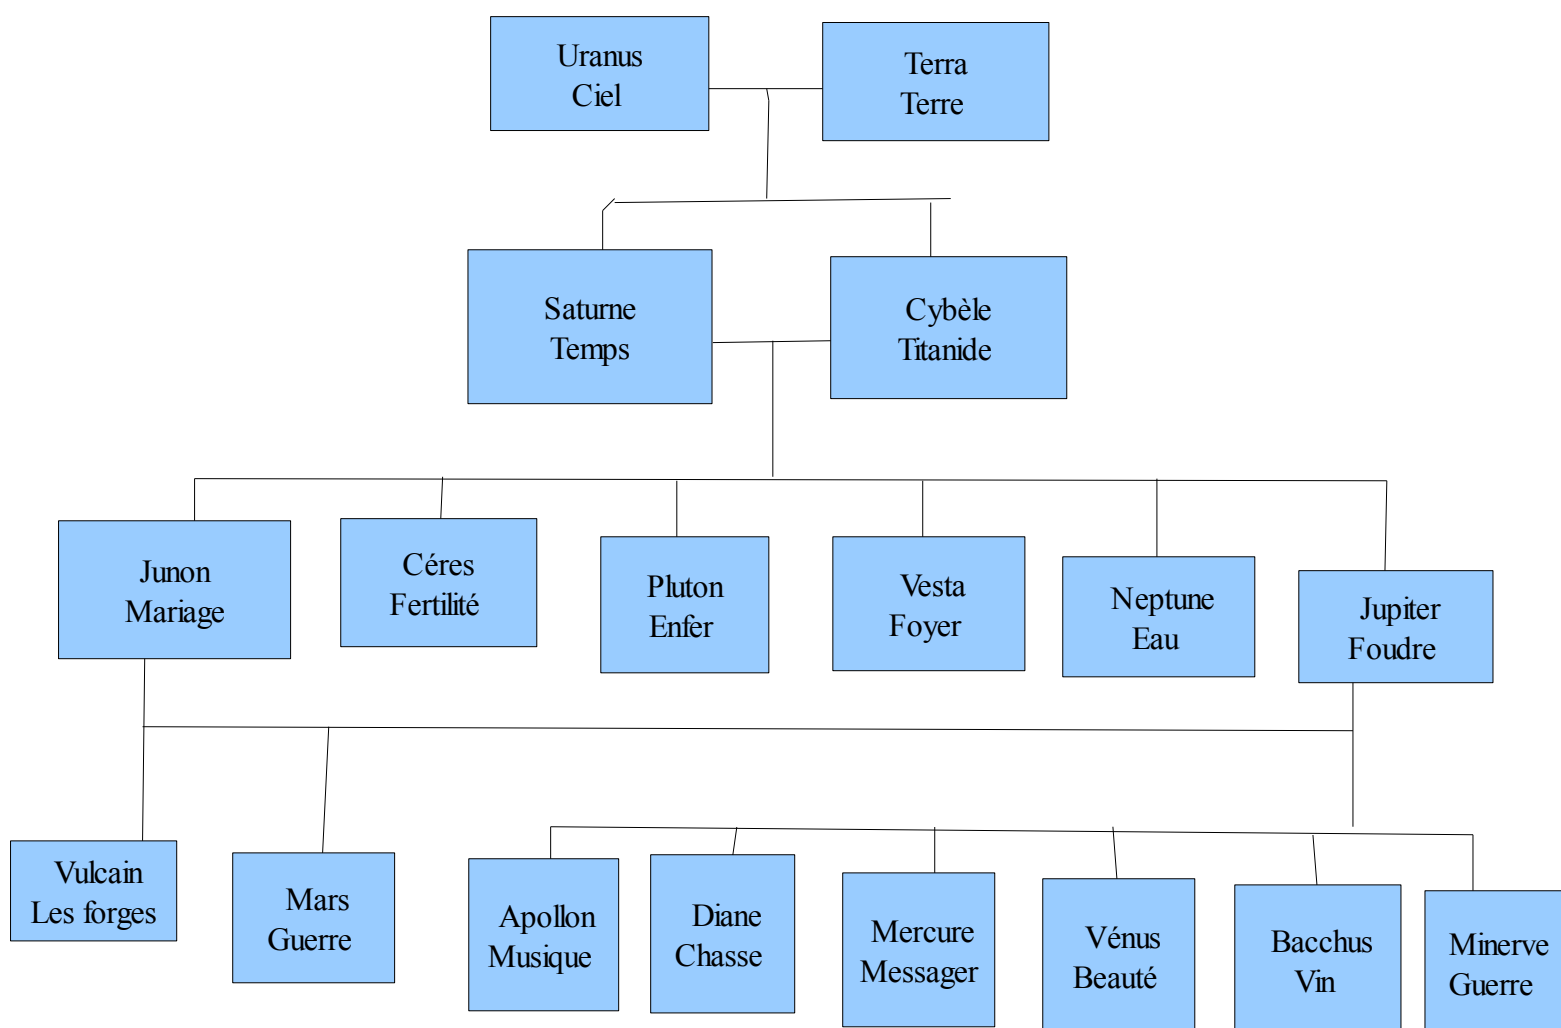 Uranus
Ciel
Terra
Terre
Saturne
Temps
Cybèle
Titanide
Junon
Mariage
Céres
Fertilité
Pluton
Enfer
Vesta
Foyer
Neptune
Eau
Jupiter
Foudre
Vulcain
Les forges
Mars
Guerre
Apollon
Musique
Diane
Chasse
Mercure
Messager
Vénus
Beauté
Bacchus
Vin
Minerve
Guerre